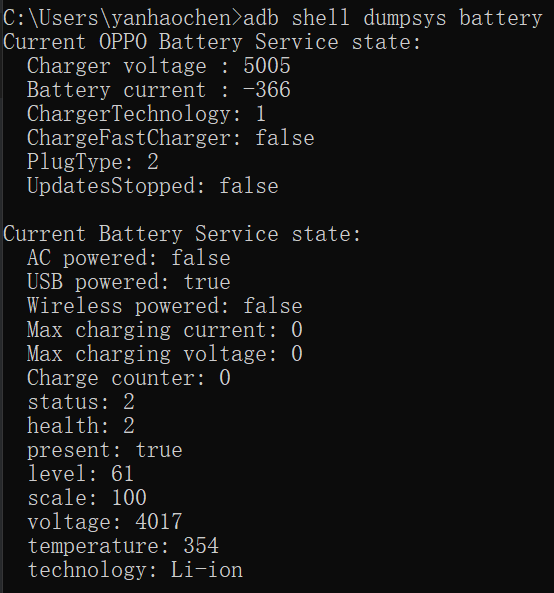 C:\Users\yanhaochen>adb shell dumpsys battery
Current OPPO Battery Service state:
  Charger voltage : 5005
  Battery current : -366
  ChargerTechnology: 1
  ChargeFastCharger: false
  PlugType: 2
  UpdatesStopped: false

Current Battery Service state:
  AC powered: false
  USB powered: true
  Wireless powered: false
  Max charging current: 0
  Max charging voltage: 0
  Charge counter: 0
  status: 2
  health: 2
  present: true
  level: 61
  scale: 100
  voltage: 4017
  temperature: 354
  technology: Li-ion